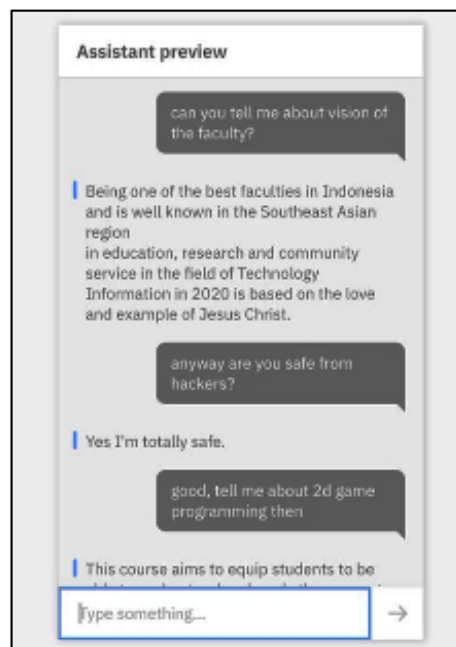 Assistant preview
can you tell me about vision of
the faculty?
Being one of the best faculties in Indonesia
and is well known in the Southeast Asian
region
in education, research and community
service in the field of Technology
Information in 2020 is based on the love
and example of Jesus Christ.
anyway are you safe from
hackers?
Yes I'm totally safe.
good, tell me about 2d game
programming then
This course aims to equip students to be
Type something...